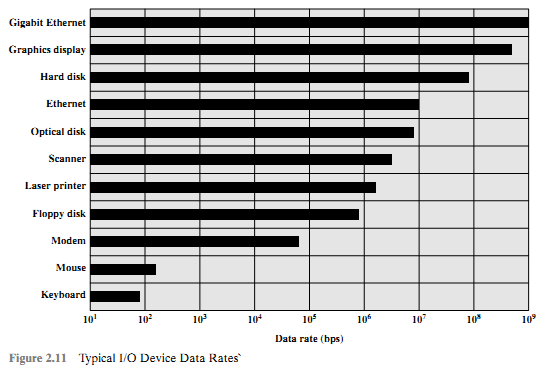 Gigabit Ethernet
Graphics display
Hard disk
Ethernet
Optical disk
Scanner
Laser printer
Floppy disk
Modem
Mouse
Keyboard
10¹ 10² 10³ 10⁴ 10⁵ 10⁶ 10⁷ 10⁸ 10⁹
Data rate (bps)
Figure 2.11 Typical I/O Device Data Rates`